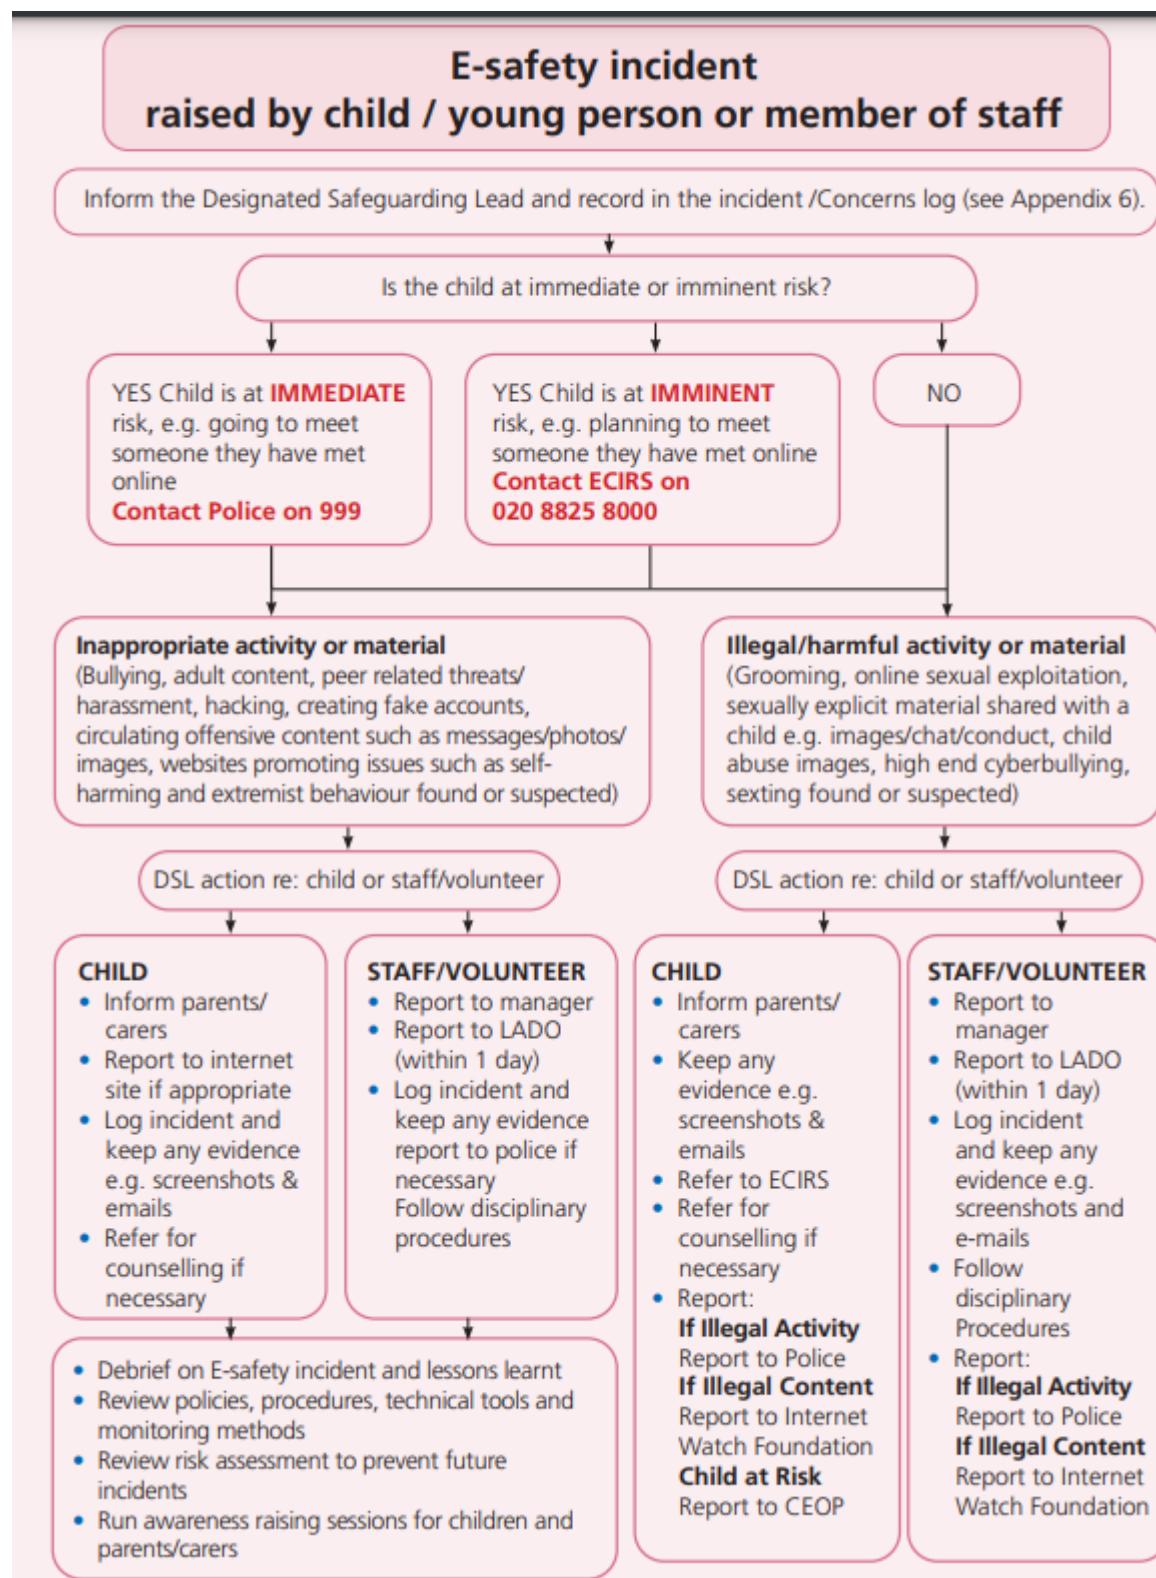 E-safety incident
raised by child / young person or member of staff
Inform the Designated Safeguarding Lead and record in the incident /Concerns log (see Appendix 6).
Is the child at immediate or imminent risk?
YES Child is at IMMEDIATE
risk, e.g. going to meet
someone they have met
online
Contact Police on 999
YES Child is at IMMINENT
risk, e.g. planning to meet
someone they have met online
Contact ECIRS on
020 8825 8000
NO
Inappropriate activity or material
(Bullying, adult content, peer related threats/
harassment, hacking, creating fake accounts,
circulating offensive content such as messages/photos/
images, websites promoting issues such as self-
harming and extremist behaviour found or suspected)
Illegal/harmful activity or material
(Grooming, online sexual exploitation,
sexually explicit material shared with a
child e.g. images/chat/conduct, child
abuse images, high end cyberbullying,
sexting found or suspected)
DSL action re: child or staff/volunteer
DSL action re: child or staff/volunteer
CHILD
• Inform parents/
carers
• Report to internet
site if appropriate
• Log incident and
keep any evidence
e.g. screenshots &
emails
• Refer for
counselling if
necessary
STAFF/VOLUNTEER
• Report to manager
• Report to LADO
(within 1 day)
• Log incident and
keep any evidence
report to police if
necessary
Follow disciplinary
procedures
CHILD
• Inform parents/
carers
• Keep any
evidence e.g.
screenshots &
emails
• Refer to ECIRS
• Refer for
counselling if
necessary
• Report:
If Illegal Activity
Report to Police
If Illegal Content
Report to Internet
Watch Foundation
Child at Risk
Report to CEOP
STAFF/VOLUNTEER
• Report to
manager
• Report to LADO
(within 1 day)
• Log incident
and keep any
evidence e.g.
screenshots and
e-mails
• Follow
disciplinary
Procedures
• Report:
If Illegal Activity
Report to Police
If Illegal Content
Report to Internet
Watch Foundation
• Debrief on E-safety incident and lessons learnt
• Review policies, procedures, technical tools and
monitoring methods
• Review risk assessment to prevent future
incidents
• Run awareness raising sessions for children and
parents/carers